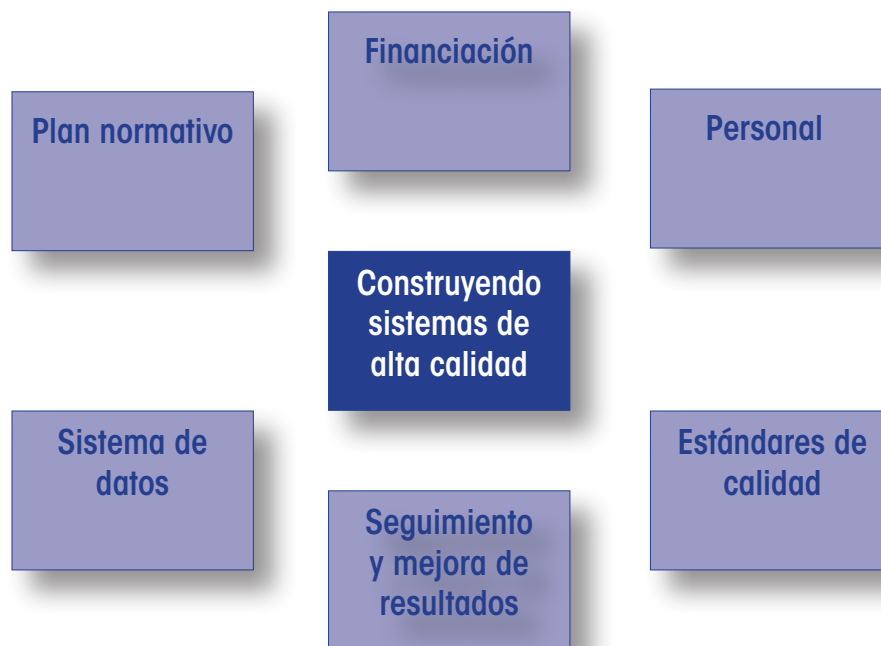 Financiación
Plan normativo
Personal
Construyendo
sistemas de
alta calidad
Sistema de
datos
Estándares de
calidad
Seguimiento
y mejora de
resultados